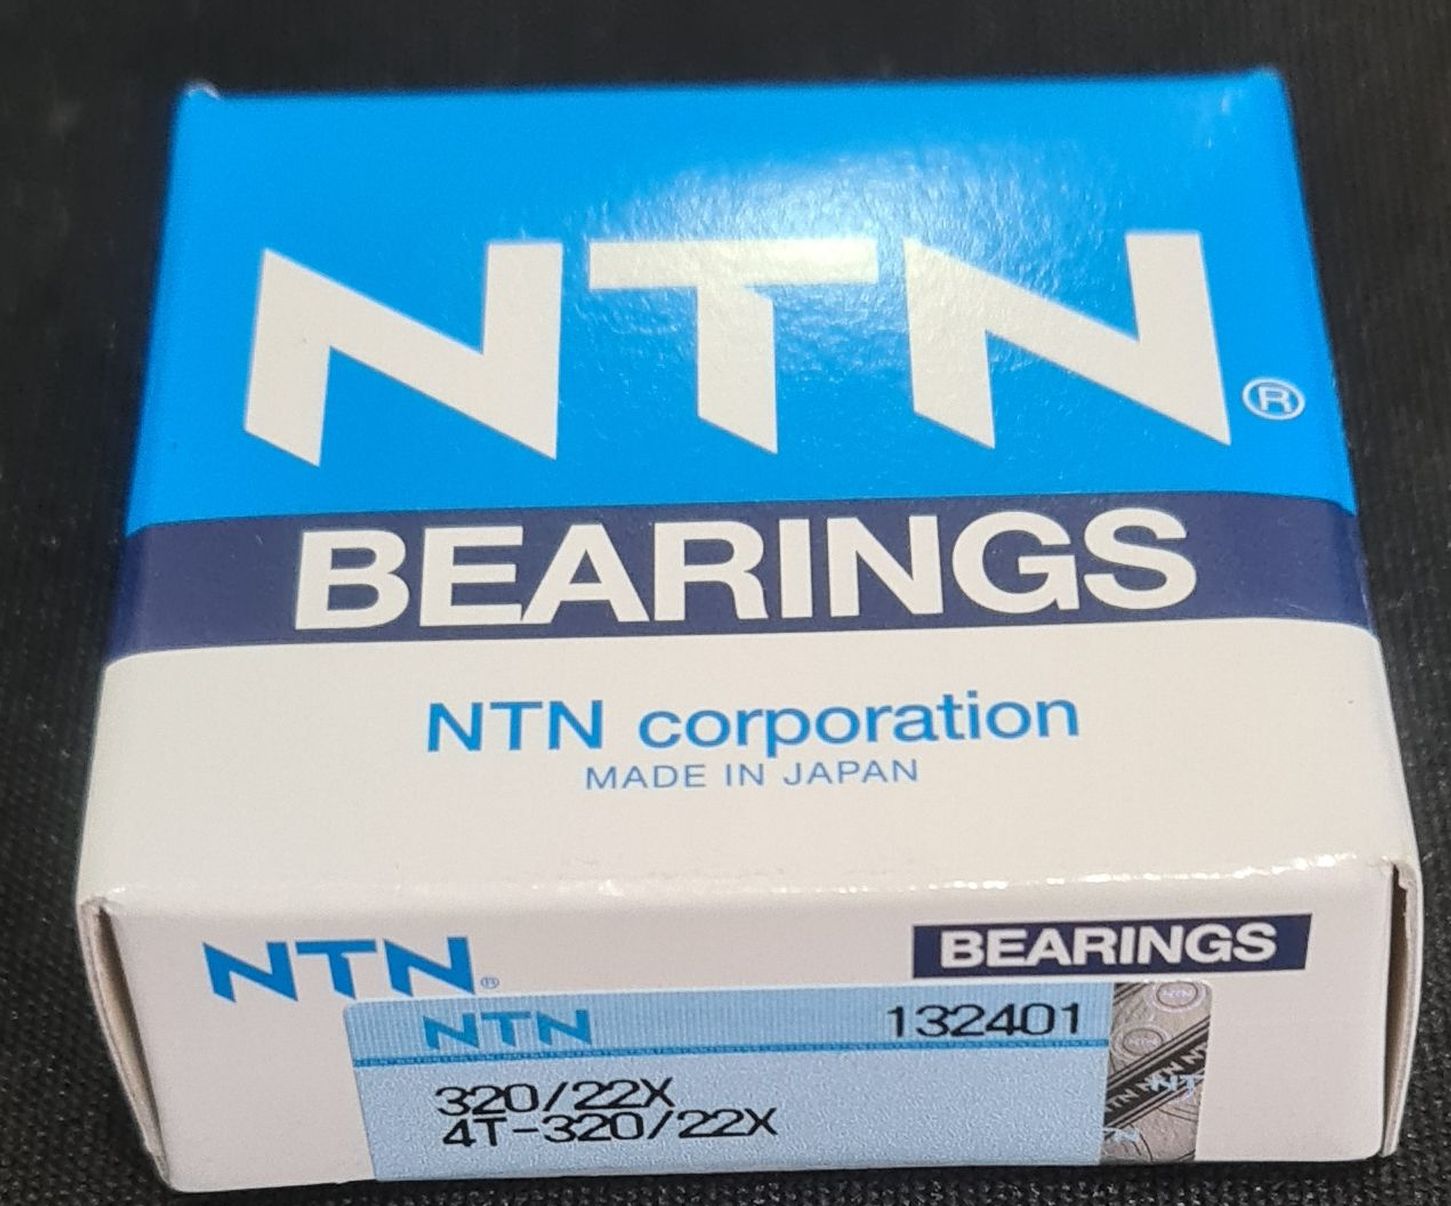 NTN®
BEARINGS
NTN corporation
MADE IN JAPAN
NTN®
BEARINGS
NTN 132401
320/22X
4T-320/22X